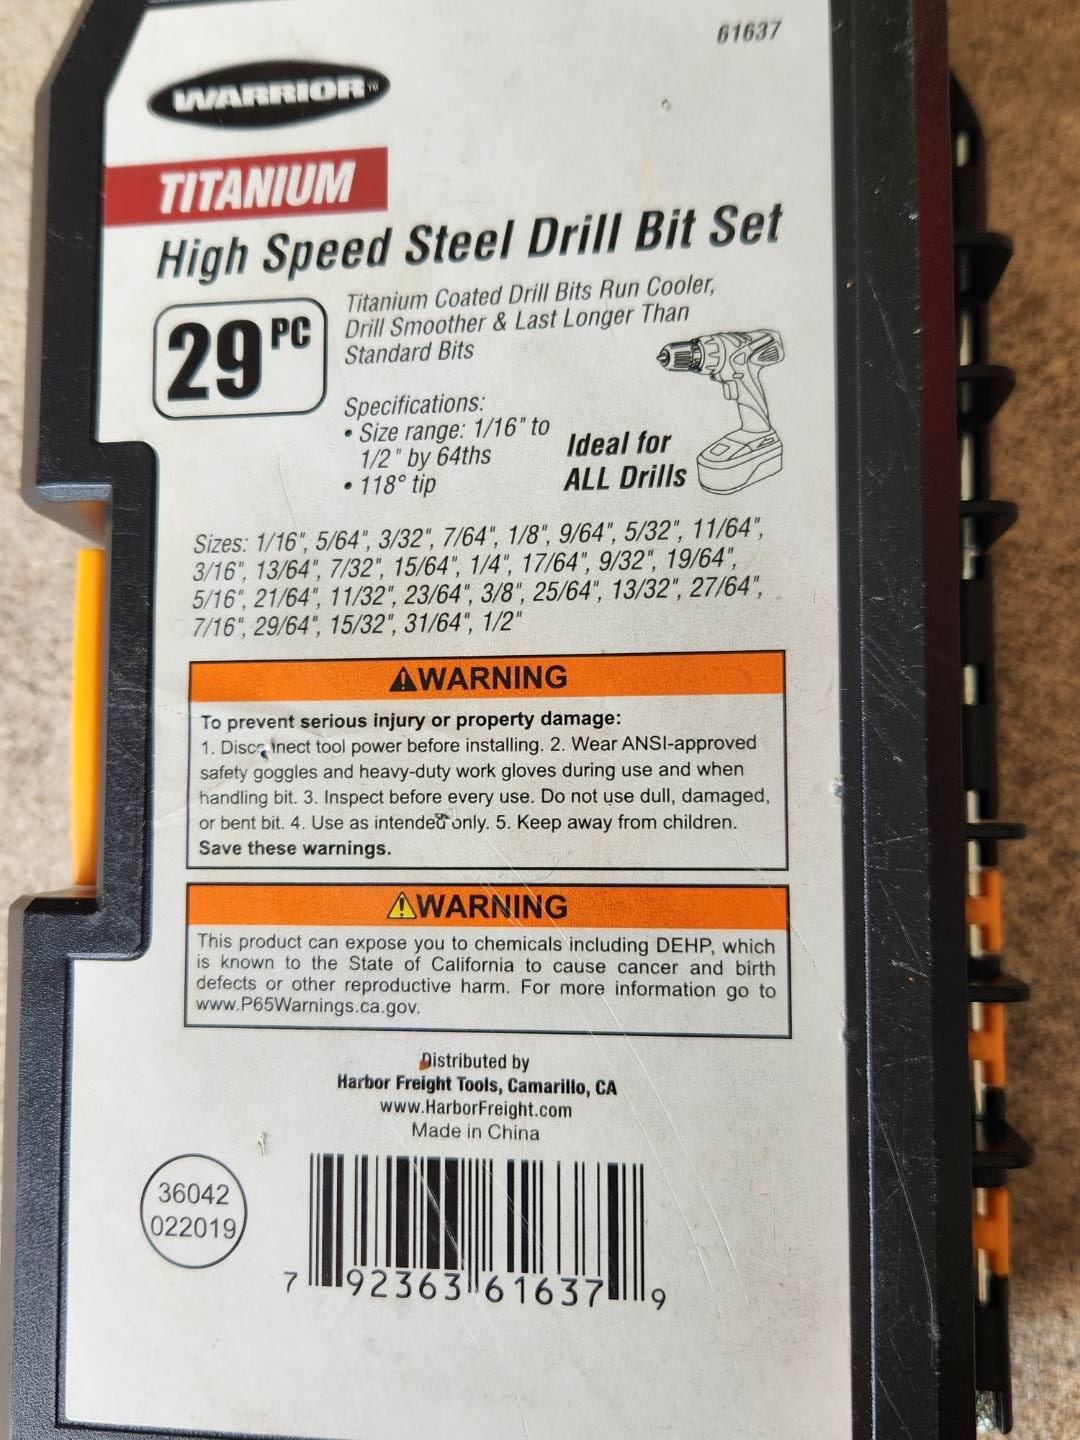 61637
WARRIOR™
TITANIUM
High Speed Steel Drill Bit Set
29 PC
Titanium Coated Drill Bits Run Cooler,
Drill Smoother & Last Longer Than
Standard Bits
Specifications:
• Size range: 1/16" to
1/2" by 64ths
• 118° tip
Ideal for
ALL Drills
Sizes: 1/16", 5/64", 3/32", 7/64", 1/8", 9/64", 5/32", 11/64",
3/16", 13/64", 7/32", 15/64", 1/4", 17/64", 9/32", 19/64",
5/16", 21/64", 11/32", 23/64", 3/8", 25/64", 13/32", 27/64",
7/16", 29/64", 15/32", 31/64", 1/2"
⚠WARNING
To prevent serious injury or property damage:
1. Disconnect tool power before installing. 2. Wear ANSI-approved
safety goggles and heavy-duty work gloves during use and when
handling bit. 3. Inspect before every use. Do not use dull, damaged,
or bent bit. 4. Use as intended only. 5. Keep away from children.
Save these warnings.
⚠WARNING
This product can expose you to chemicals including DEHP, which
is known to the State of California to cause cancer and birth
defects or other reproductive harm. For more information go to
www.P65Warnings.ca.gov.
Distributed by
Harbor Freight Tools, Camarillo, CA
www.HarborFreight.com
Made in China
36042
022019
7 92363 61637 9